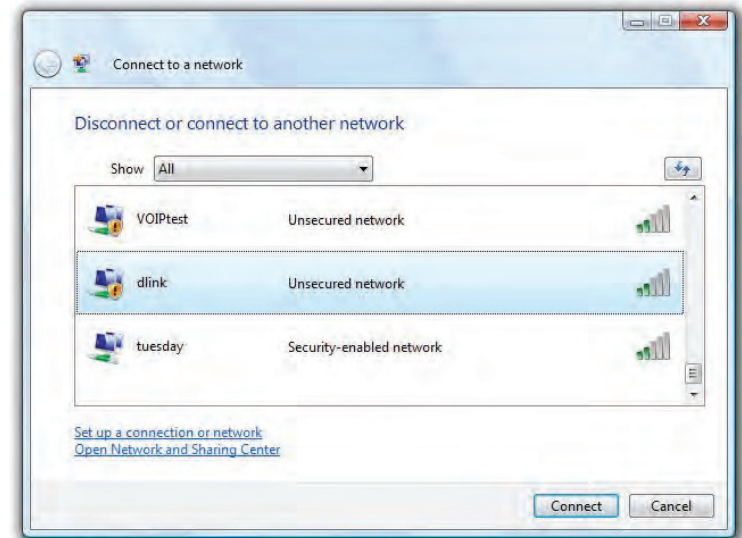 Connect to a network
Disconnect or connect to another network
Show All
VOIPtest Unsecured network
dlink Unsecured network
tuesday Security-enabled network
Set up a connection or network
Open Network and Sharing Center
Connect Cancel